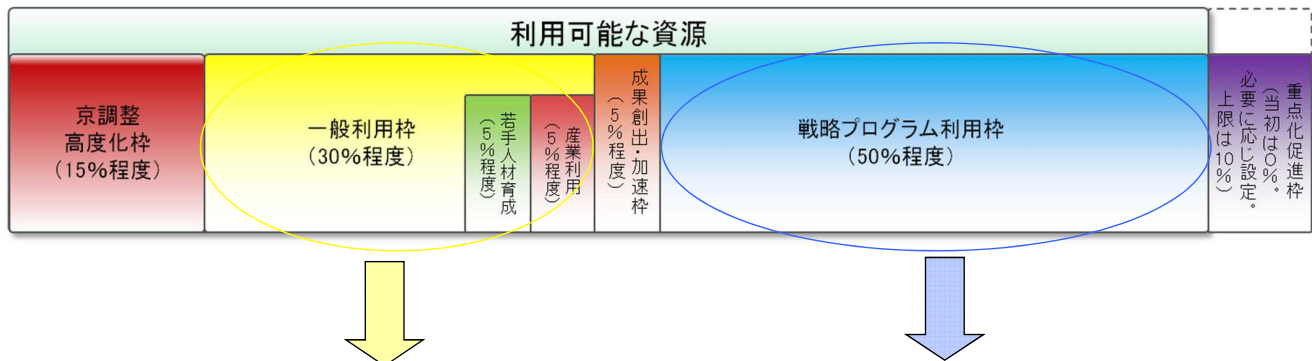 利用可能な資源
京調整
高度化枠
(15%程度)
一般利用枠
(30%程度)
若手人材育成
(5%程度)
産業利用
(5%程度)
成果創出・加速枠
(5%程度)
戦略プログラム利用枠
(50%程度)
重点化促進枠
(当初は0%。
必要に応じ設定。
上限は10%)